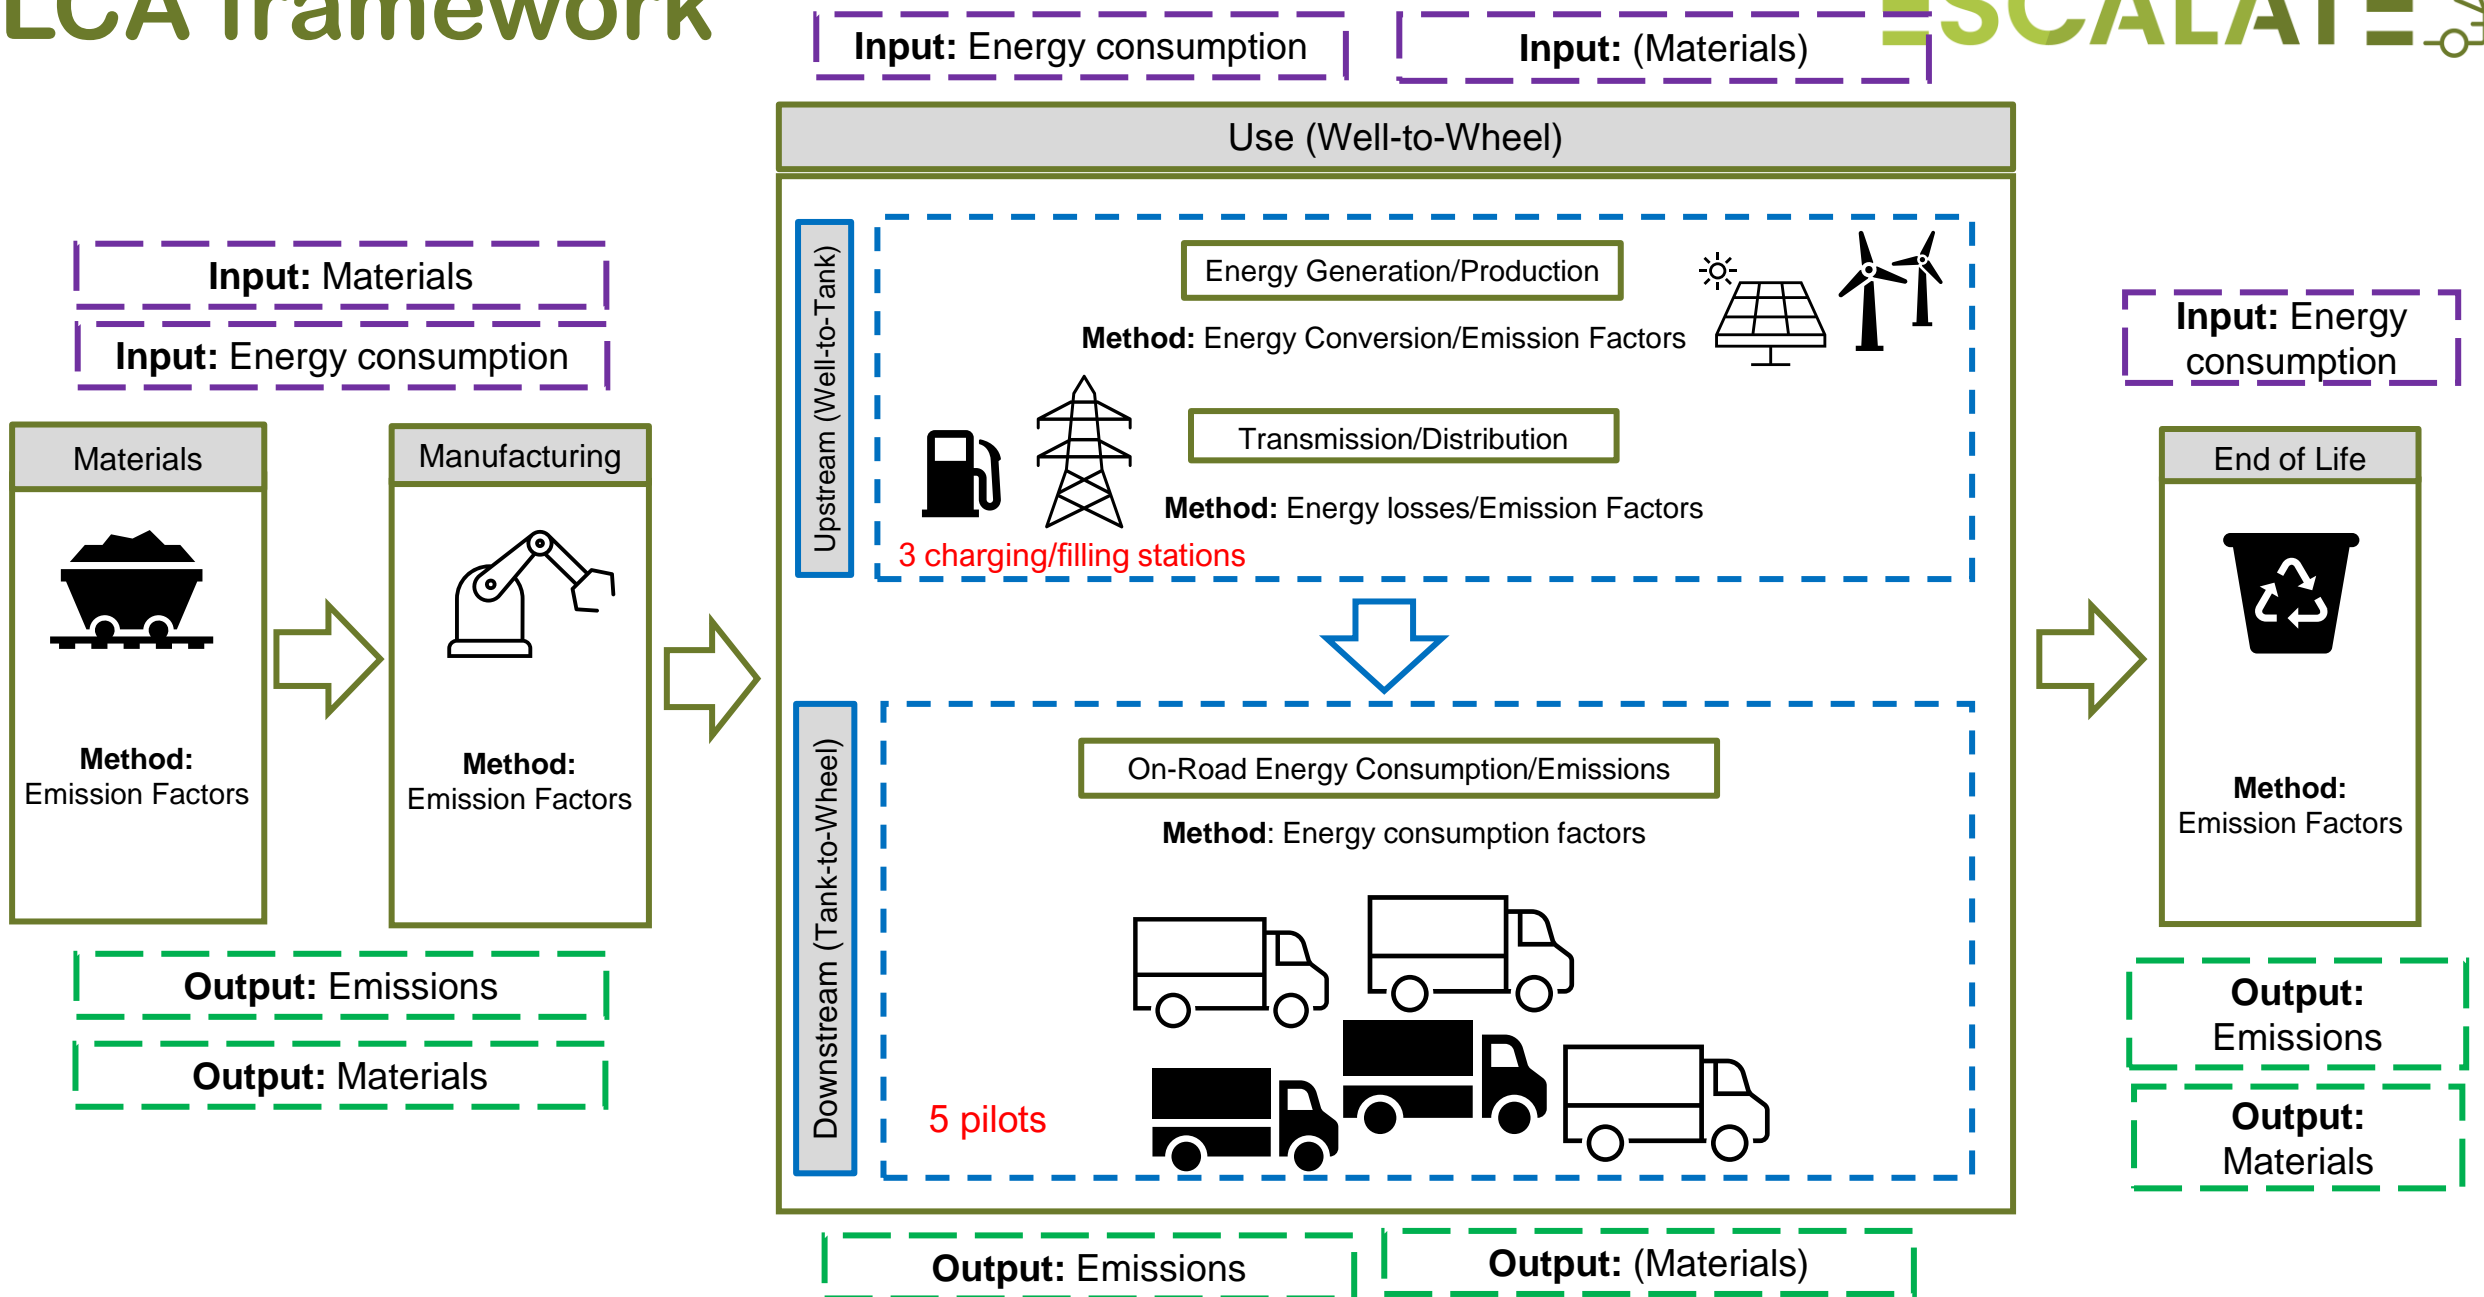 LCA framework
ESCALATE
Input: Energy consumption
Input: (Materials)
Use (Well-to-Wheel)
Input: Materials
Input: Energy consumption
Materials
Method:
Emission Factors
Manufacturing
Method:
Emission Factors
Output: Emissions
Output: Materials
Upstream (Well-to-Tank)
Energy Generation/Production
Method: Energy Conversion/Emission Factors
Transmission/Distribution
Method: Energy losses/Emission Factors
3 charging/filling stations
Downstream (Tank-to-Wheel)
On-Road Energy Consumption/Emissions
Method: Energy consumption factors
5 pilots
Output: Emissions
Output: (Materials)
Input: Energy
consumption
End of Life
Method:
Emission Factors
Output:
Emissions
Output:
Materials